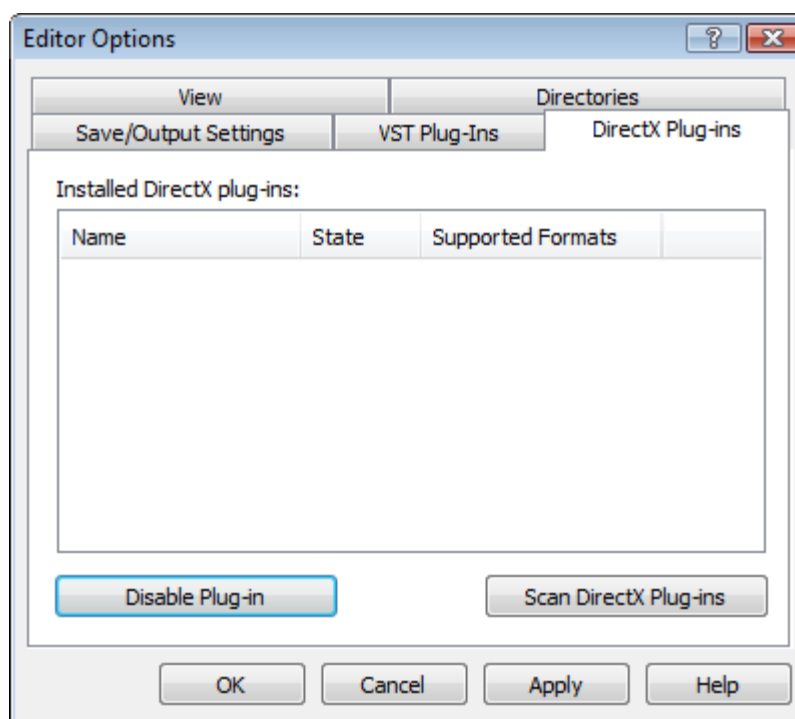 Editor Options
View Directories
Save/Output Settings VST Plug-Ins DirectX Plug-ins
Installed DirectX plug-ins:
Name State Supported Formats
Disable Plug-in Scan DirectX Plug-ins
OK Cancel Apply Help